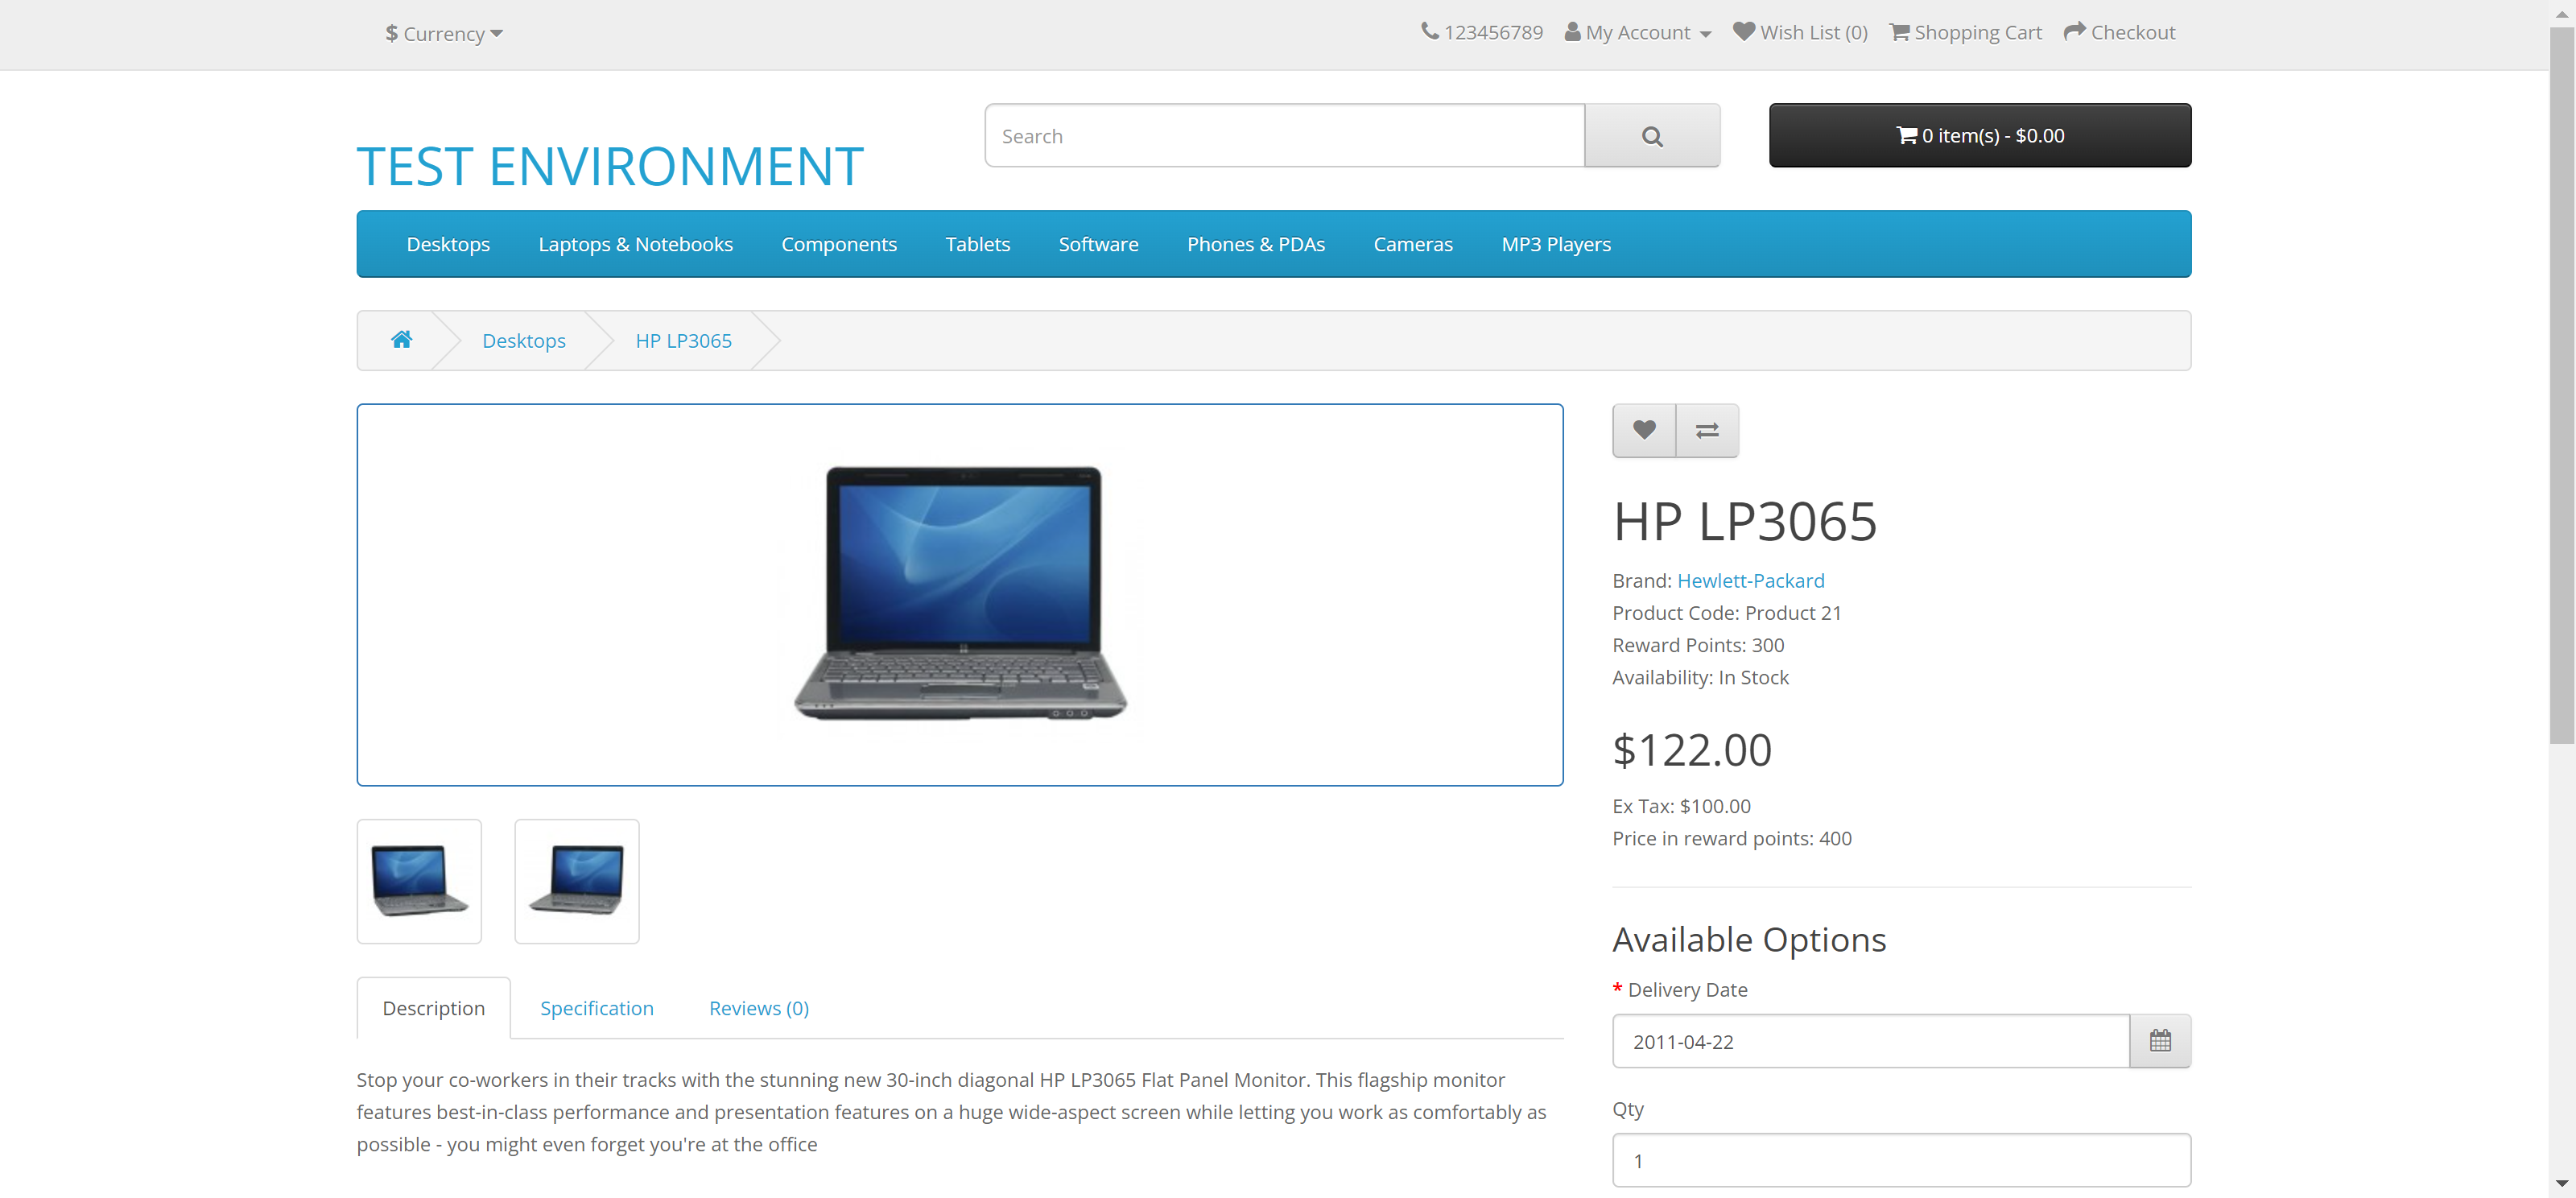 $ Currency
123456789 My Account Wish List (0) Shopping Cart Checkout
TEST ENVIRONMENT
Search
0 item(s) - $0.00
Desktops Laptops & Notebooks Components Tablets Software Phones & PDAs Cameras MP3 Players
Desktops HP LP3065
HP LP3065
Brand: Hewlett-Packard
Product Code: Product 21
Reward Points: 300
Availability: In Stock
$122.00
Ex Tax: $100.00
Price in reward points: 400
Available Options
* Delivery Date
2011-04-22
Qty
1
Description Specification Reviews (0)
Stop your co-workers in their tracks with the stunning new 30-inch diagonal HP LP3065 Flat Panel Monitor. This flagship monitor
features best-in-class performance and presentation features on a huge wide-aspect screen while letting you work as comfortably as
possible - you might even forget you're at the office